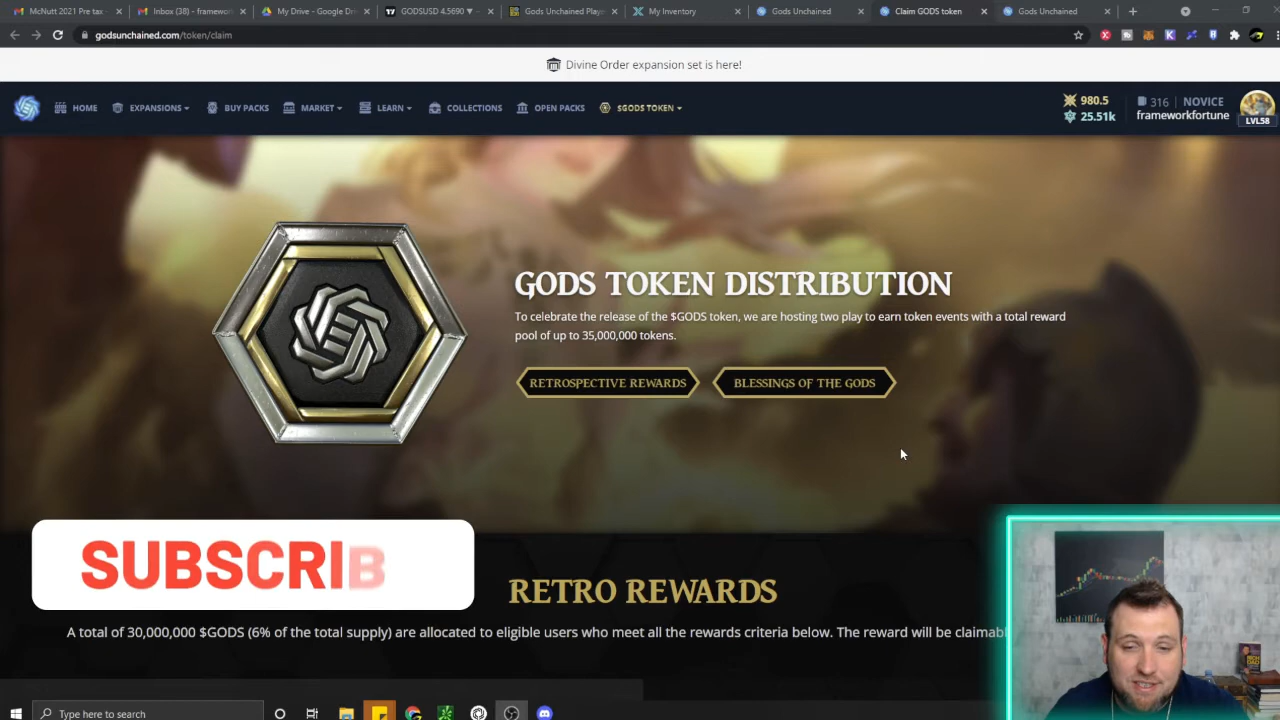 McNutt 2021 Pre tax -
Inbox (38) - framework
My Drive - Google Driv
GODSUSD 4.5690 ▼
Gods Unchained Play
My Inventory
Gods Unchained
Claim GODS token
Gods Unchained
godsunchained.com/token/claim
Divine Order expansion set is here!
HOME
EXPANSIONS
BUY PACKS
MARKET
LEARN
COLLECTIONS
OPEN PACKS
$GODS TOKEN
980.5
25.51k
316 | NOVICE
frameworkfortune
LVL58
GODS TOKEN DISTRIBUTION
To celebrate the release of the $GODS token, we are hosting two play to earn token events with a total reward
pool of up to 35,000,000 tokens.
RETROSPECTIVE REWARDS
BLESSINGS OF THE GODS
SUBSCRIB
RETRO REWARDS
A total of 30,000,000 $GODS (6% of the total supply) are allocated to eligible users who meet all the rewards criteria below. The reward will be claimabl
Type here to search